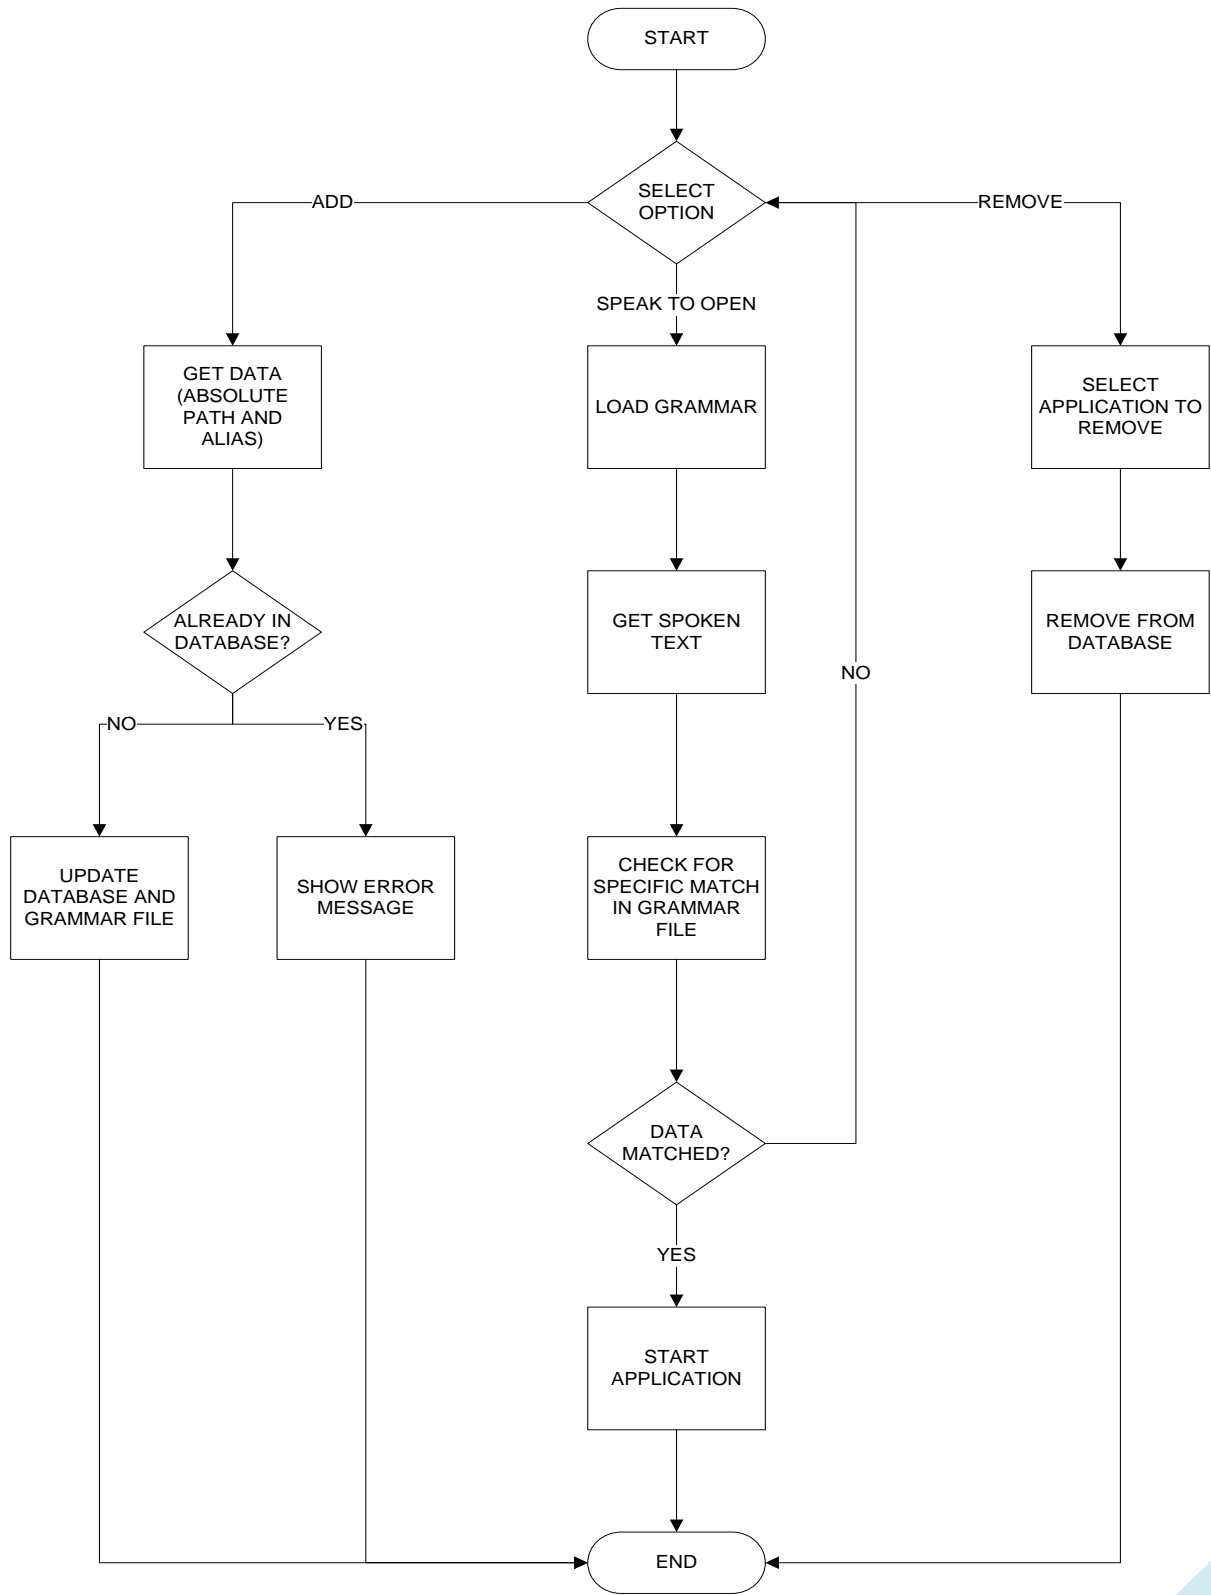 START
SELECT
OPTION
ADD
REMOVE
SPEAK TO OPEN
GET DATA
(ABSOLUTE
PATH AND
ALIAS)
LOAD GRAMMAR
SELECT
APPLICATION TO
REMOVE
ALREADY IN
DATABASE?
GET SPOKEN
TEXT
REMOVE FROM
DATABASE
NO
NO
YES
UPDATE
DATABASE AND
GRAMMAR FILE
SHOW ERROR
MESSAGE
CHECK FOR
SPECIFIC MATCH
IN GRAMMAR
FILE
DATA
MATCHED?
YES
START
APPLICATION
END